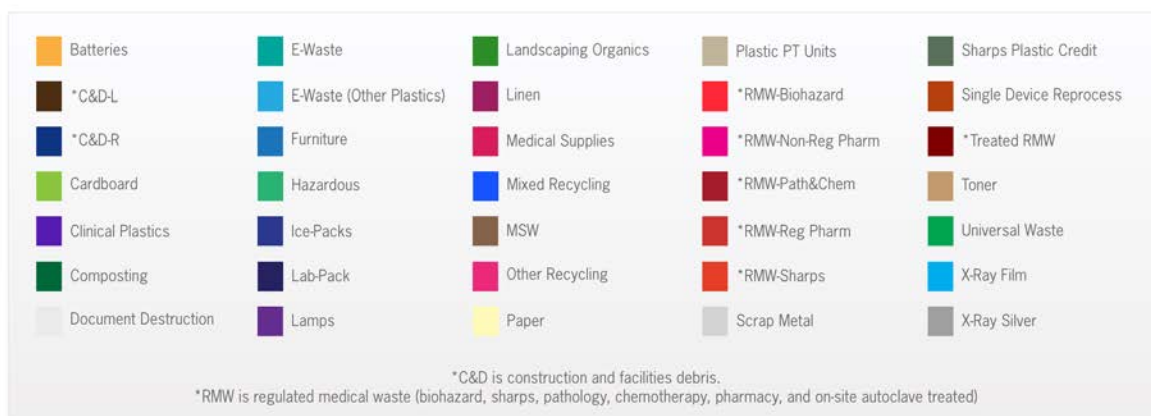 Batteries
*C&D-L
*C&D-R
Cardboard
Clinical Plastics
Composting
Document Destruction
E-Waste
E-Waste (Other Plastics)
Furniture
Hazardous
Ice-Packs
Lab-Pack
Lamps
Landscaping Organics
Linen
Medical Supplies
Mixed Recycling
MSW
Other Recycling
Paper
Plastic PT Units
*RMW-Biohazard
*RMW-Non-Reg Pharm
*RMW-Path&Chem
*RMW-Reg Pharm
*RMW-Sharps
Scrap Metal
Sharps Plastic Credit
Single Device Reprocess
*Treated RMW
Toner
Universal Waste
X-Ray Film
X-Ray Silver
*C&D is construction and facilities debris.
*RMW is regulated medical waste (biohazard, sharps, pathology, chemotherapy, pharmacy, and on-site autoclave treated)